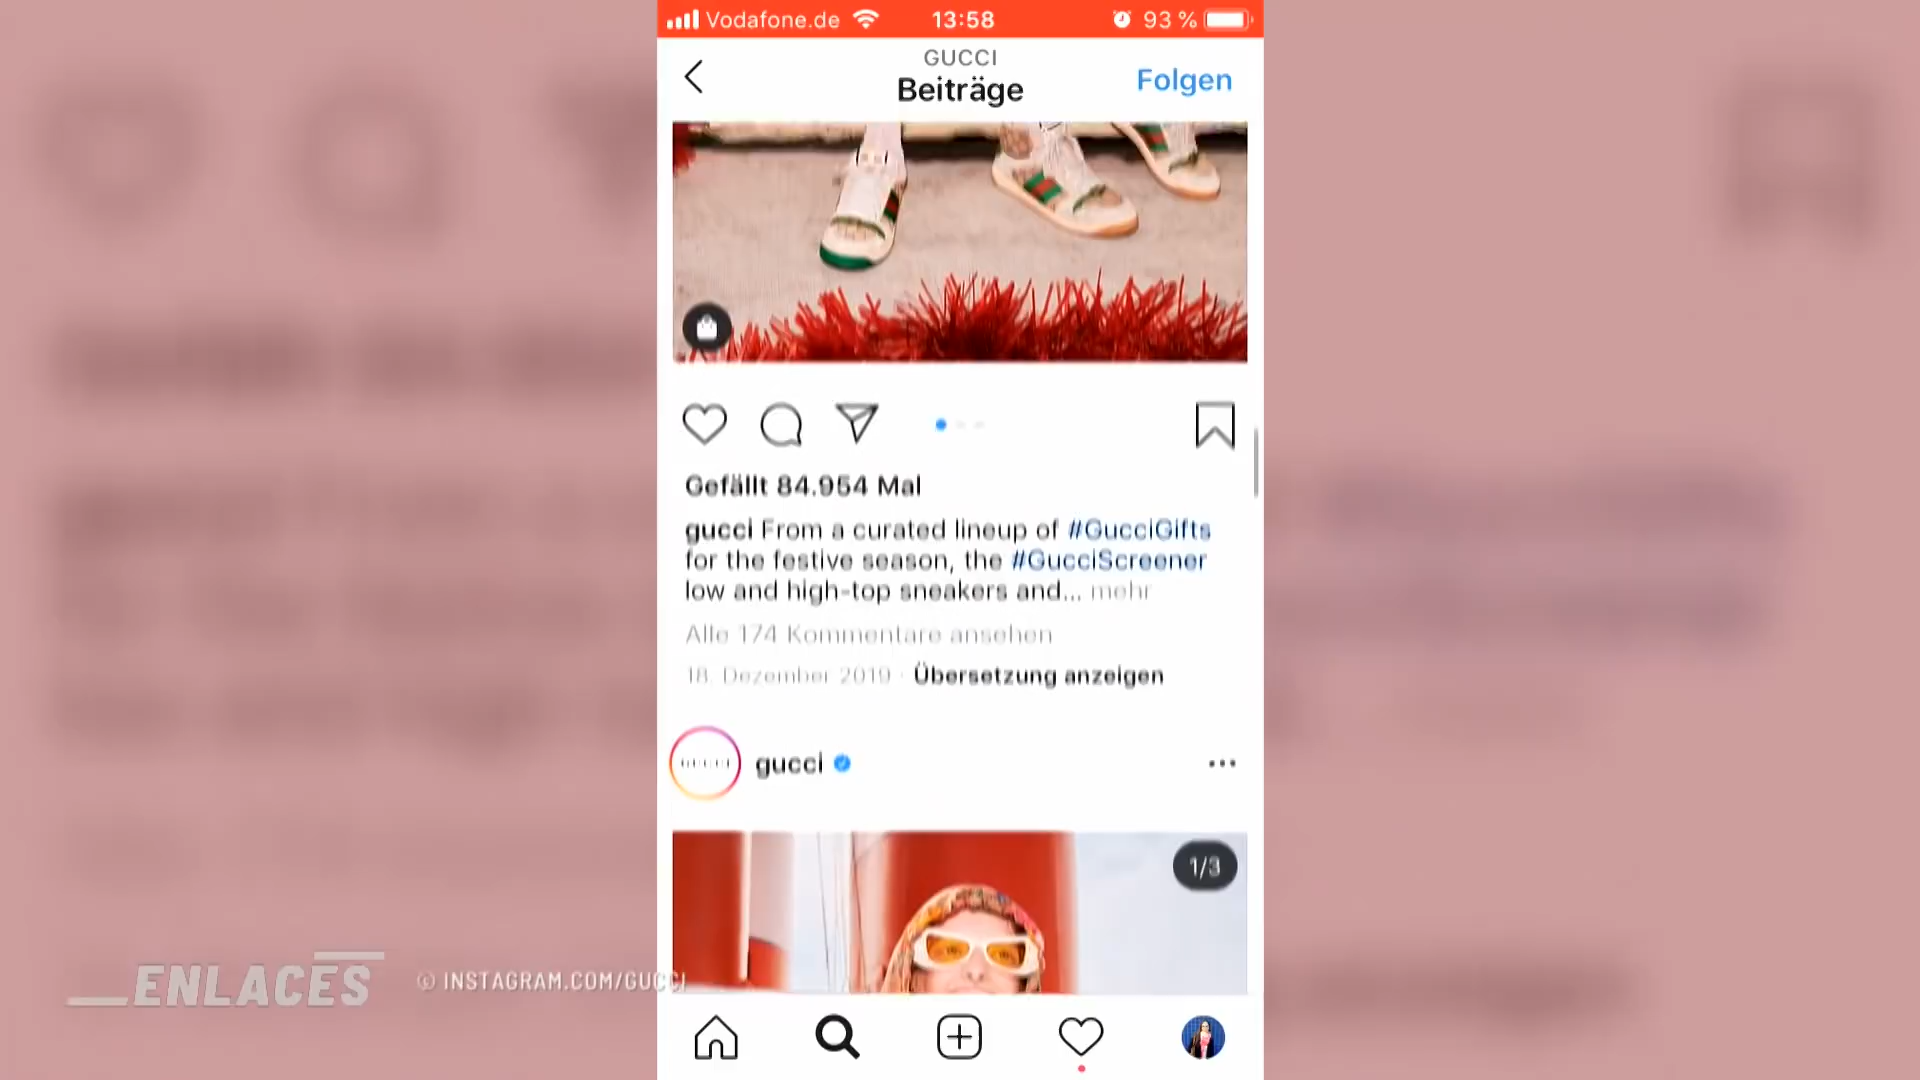 Vodafone.de 13:58 93 %
GUCCI
Beiträge
Folgen
Gefällt 84.954 Mal
gucci From a curated lineup of #GucciGifts
for the festive season, the #GucciScreener
low and high-top sneakers and... mehr
Alle 174 Kommentare ansehen
18. Dezember 2019 · Übersetzung anzeigen
GUCCI
gucci
1/3
ENLACES
© INSTAGRAM.COM/GUCCI